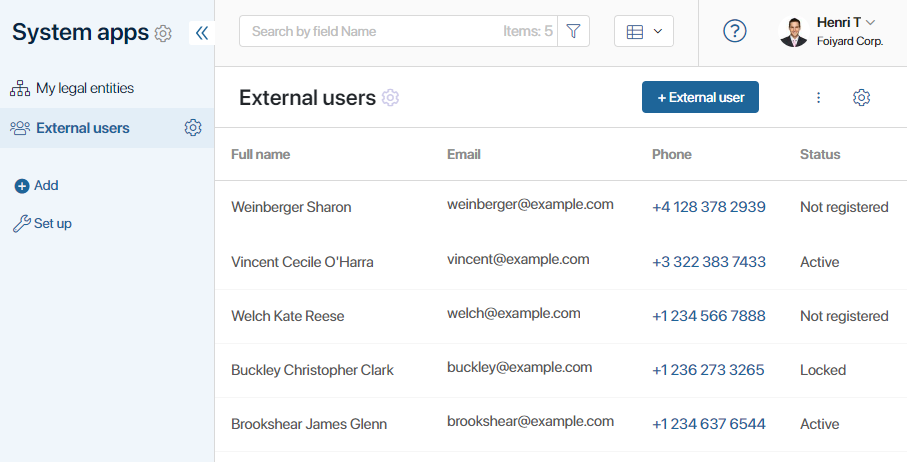 System apps
My legal entities
External users
Add
Set up
Search by field Name Items: 5
Henri T
Foiyard Corp.
External users
+ External user
Full name Email Phone Status
Weinberger Sharon weinberger@example.com +4 128 378 2939 Not registered
Vincent Cecile O'Harra vincent@example.com +3 322 383 7433 Active
Welch Kate Reese welch@example.com +1 234 566 7888 Not registered
Buckley Christopher Clark buckley@example.com +1 236 273 3265 Locked
Brookshear James Glenn brookshear@example.com +1 234 637 6544 Active